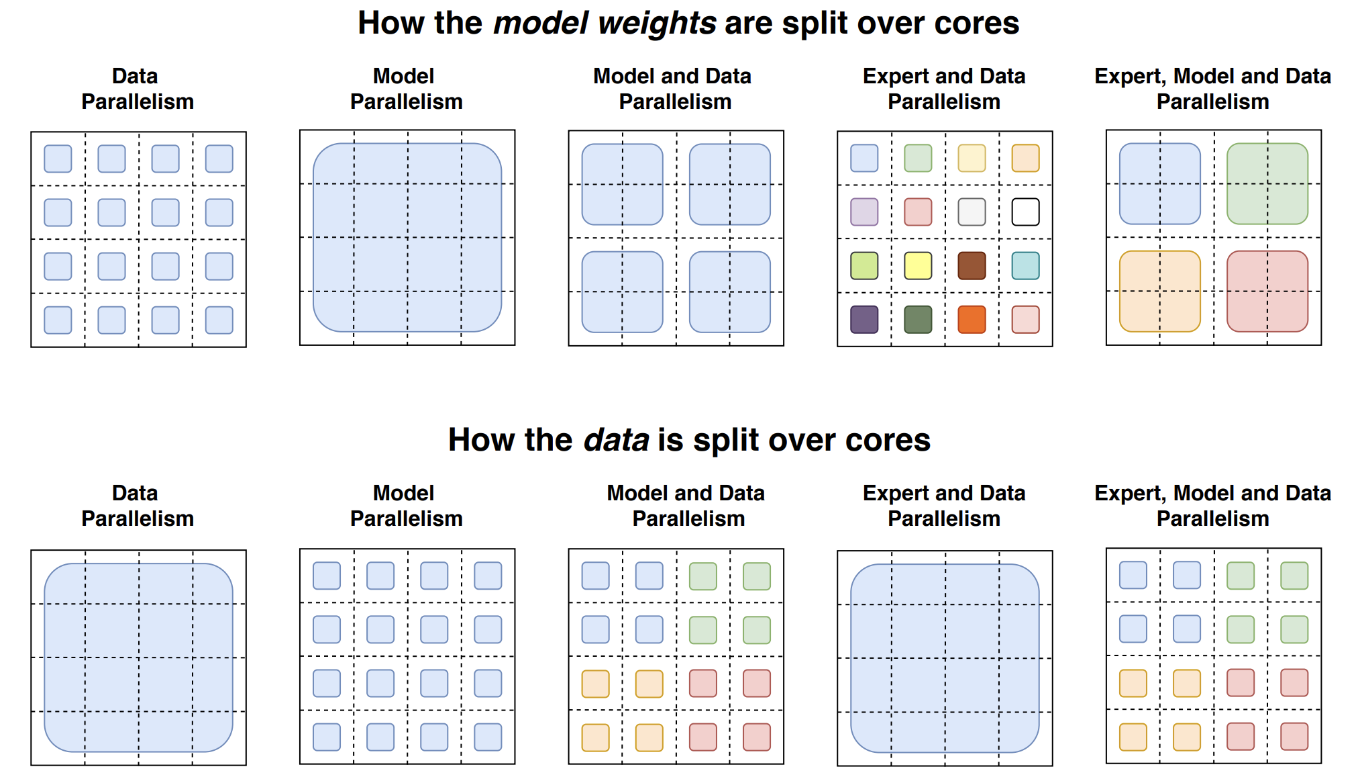 How the model weights are split over cores
Data
Parallelism
Model
Parallelism
Model and Data
Parallelism
Expert and Data
Parallelism
Expert, Model and Data
Parallelism
How the data is split over cores
Data
Parallelism
Model
Parallelism
Model and Data
Parallelism
Expert and Data
Parallelism
Expert, Model and Data
Parallelism